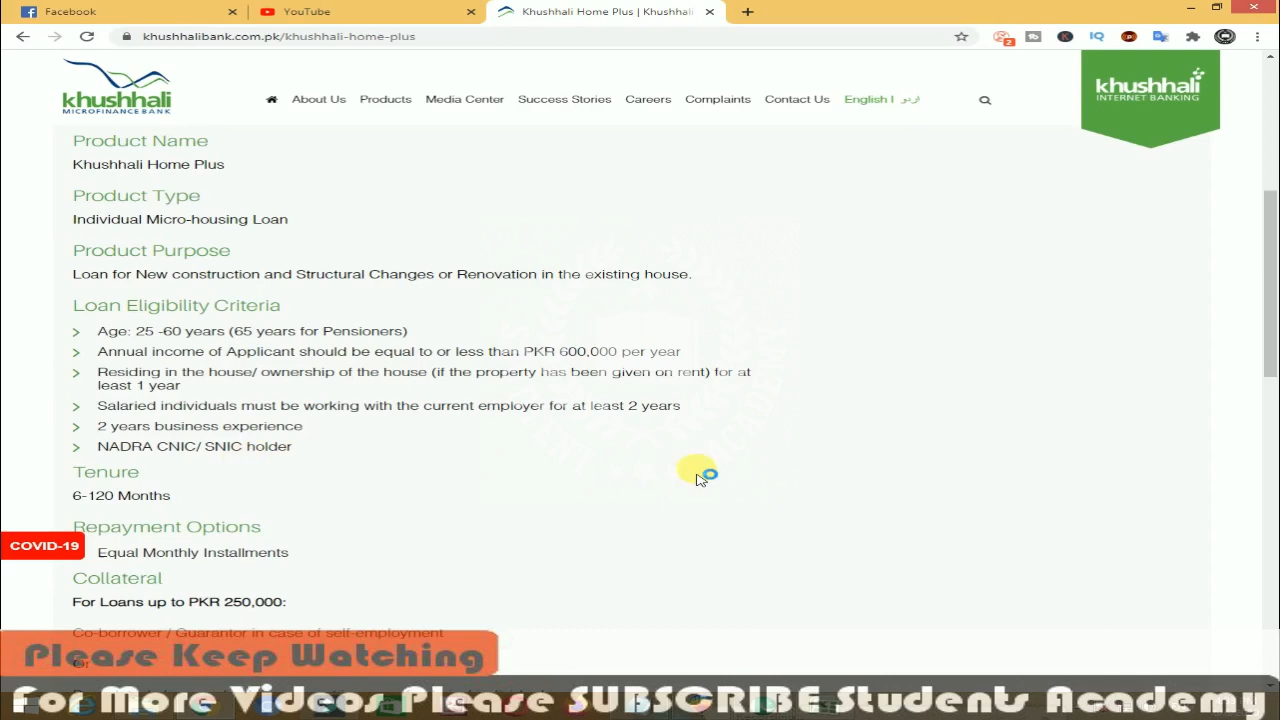 Facebook
YouTube
Khushhali Home Plus | Khushhali
khushhalibank.com.pk/khushhali-home-plus
khushhali
MICROFINANCE BANK
About Us Products Media Center Success Stories Careers Complaints Contact Us English | اردو
khushhali
INTERNET BANKING
Product Name
Khushhali Home Plus
Product Type
Individual Micro-housing Loan
Product Purpose
Loan for New construction and Structural Changes or Renovation in the existing house.
Loan Eligibility Criteria
Age: 25 -60 years (65 years for Pensioners)
Annual income of Applicant should be equal to or less than PKR 600,000 per year
Residing in the house/ ownership of the house (if the property has been given on rent) for at
least 1 year
Salaried individuals must be working with the current employer for at least 2 years
2 years business experience
NADRA CNIC/ SNIC holder
Tenure
6-120 Months
COVID-19
Repayment Options
Equal Monthly Installments
Collateral
For Loans up to PKR 250,000:
Co-borrower / Guarantor in case of self-employment
Or
Please Keep Watching
For More Videos Please SUBSCRIBE Students Academy